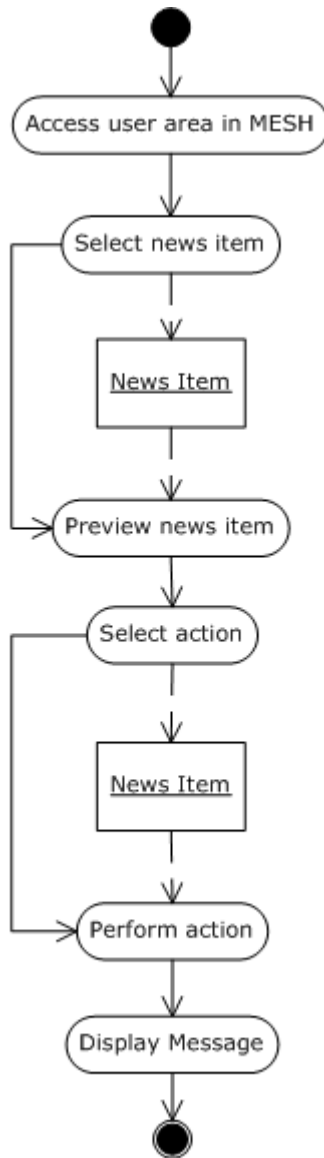 Access user area in MESH
Select news item
News Item
Preview news item
Select action
News Item
Perform action
Display Message